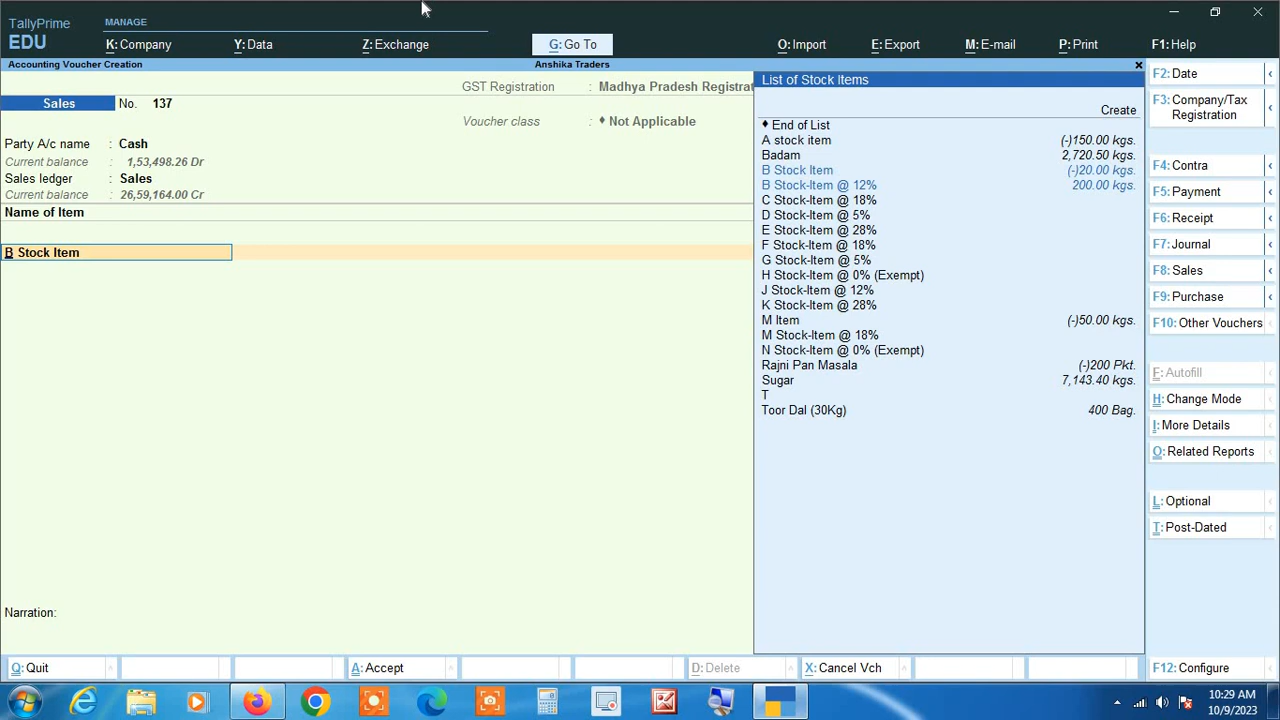 TallyPrime
EDU
MANAGE
K: Company
Y: Data
Z: Exchange
G: Go To
O: Import
E: Export
M: E-mail
P: Print
F1: Help
Accounting Voucher Creation
Anshika Traders
Sales
No. 137
GST Registration : Madhya Pradesh Registrat
Voucher class : ♦ Not Applicable
Party A/c name : Cash
Current balance : 1,53,498.26 Dr
Sales ledger : Sales
Current balance : 26,59,164.00 Cr
Name of Item
B Stock Item
Narration:
List of Stock Items
Create
♦ End of List
A stock item (-)150.00 kgs.
Badam 2,720.50 kgs.
B Stock Item (-)20.00 kgs.
B Stock-Item @ 12% 200.00 kgs.
C Stock-Item @ 18%
D Stock-Item @ 5%
E Stock-Item @ 28%
F Stock-Item @ 18%
G Stock-Item @ 5%
H Stock-Item @ 0% (Exempt)
J Stock-Item @ 12%
K Stock-Item @ 28%
M Item (-)50.00 kgs.
M Stock-Item @ 18%
N Stock-Item @ 0% (Exempt)
Rajni Pan Masala (-)200 Pkt.
Sugar 7,143.40 kgs.
T
Toor Dal (30Kg) 400 Bag.
F2: Date
F3: Company/Tax
Registration
F4: Contra
F5: Payment
F6: Receipt
F7: Journal
F8: Sales
F9: Purchase
F10: Other Vouchers
F: Autofill
H: Change Mode
I: More Details
O: Related Reports
L: Optional
T: Post-Dated
Q: Quit
A: Accept
D: Delete
X: Cancel Vch
F12: Configure
10:29 AM
10/9/2023